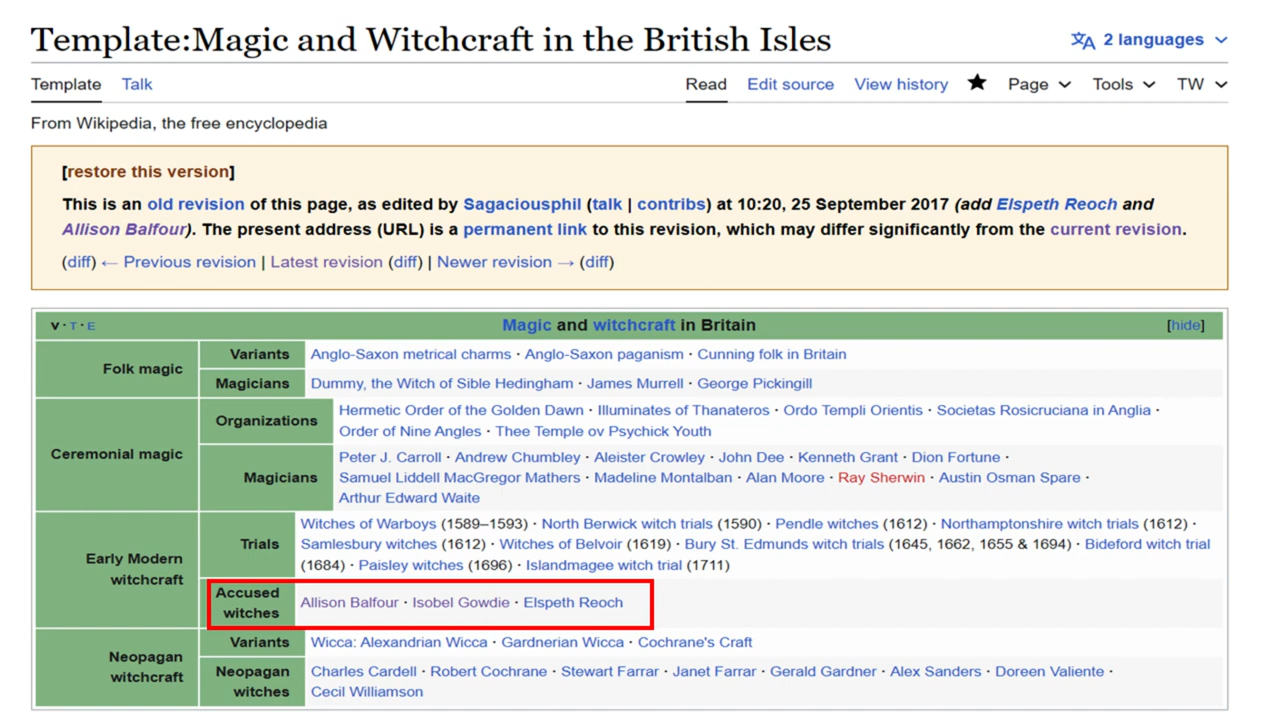 Template:Magic and Witchcraft in the British Isles
2 languages
Template Talk Read Edit source View history Page Tools TW
From Wikipedia, the free encyclopedia
[restore this version]
This is an old revision of this page, as edited by Sagaciousphil (talk | contribs) at 10:20, 25 September 2017 (add Elspeth Reoch and
Allison Balfour). The present address (URL) is a permanent link to this revision, which may differ significantly from the current revision.
(diff) ← Previous revision | Latest revision (diff) | Newer revision → (diff)
V · T · E Magic and witchcraft in Britain [hide]
Folk magic
Variants Anglo-Saxon metrical charms · Anglo-Saxon paganism · Cunning folk in Britain
Magicians Dummy, the Witch of Sible Hedingham · James Murrell · George Pickingill
Ceremonial magic
Organizations
Hermetic Order of the Golden Dawn · Illuminates of Thanateros · Ordo Templi Orientis · Societas Rosicruciana in Anglia ·
Order of Nine Angles · Thee Temple ov Psychick Youth
Magicians
Peter J. Carroll · Andrew Chumbley · Aleister Crowley · John Dee · Kenneth Grant · Dion Fortune ·
Samuel Liddell MacGregor Mathers · Madeline Montalban · Alan Moore · Ray Sherwin · Austin Osman Spare ·
Arthur Edward Waite
Early Modern
witchcraft
Trials
Witches of Warboys (1589–1593) · North Berwick witch trials (1590) · Pendle witches (1612) · Northamptonshire witch trials (1612) ·
Samlesbury witches (1612) · Witches of Belvoir (1619) · Bury St. Edmunds witch trials (1645, 1662, 1655 & 1694) · Bideford witch trial
(1684) · Paisley witches (1696) · Islandmagee witch trial (1711)
Accused
witches
Allison Balfour · Isobel Gowdie · Elspeth Reoch
Neopagan
witchcraft
Variants Wicca: Alexandrian Wicca · Gardnerian Wicca · Cochrane's Craft
Neopagan
witches
Charles Cardell · Robert Cochrane · Stewart Farrar · Janet Farrar · Gerald Gardner · Alex Sanders · Doreen Valiente ·
Cecil Williamson